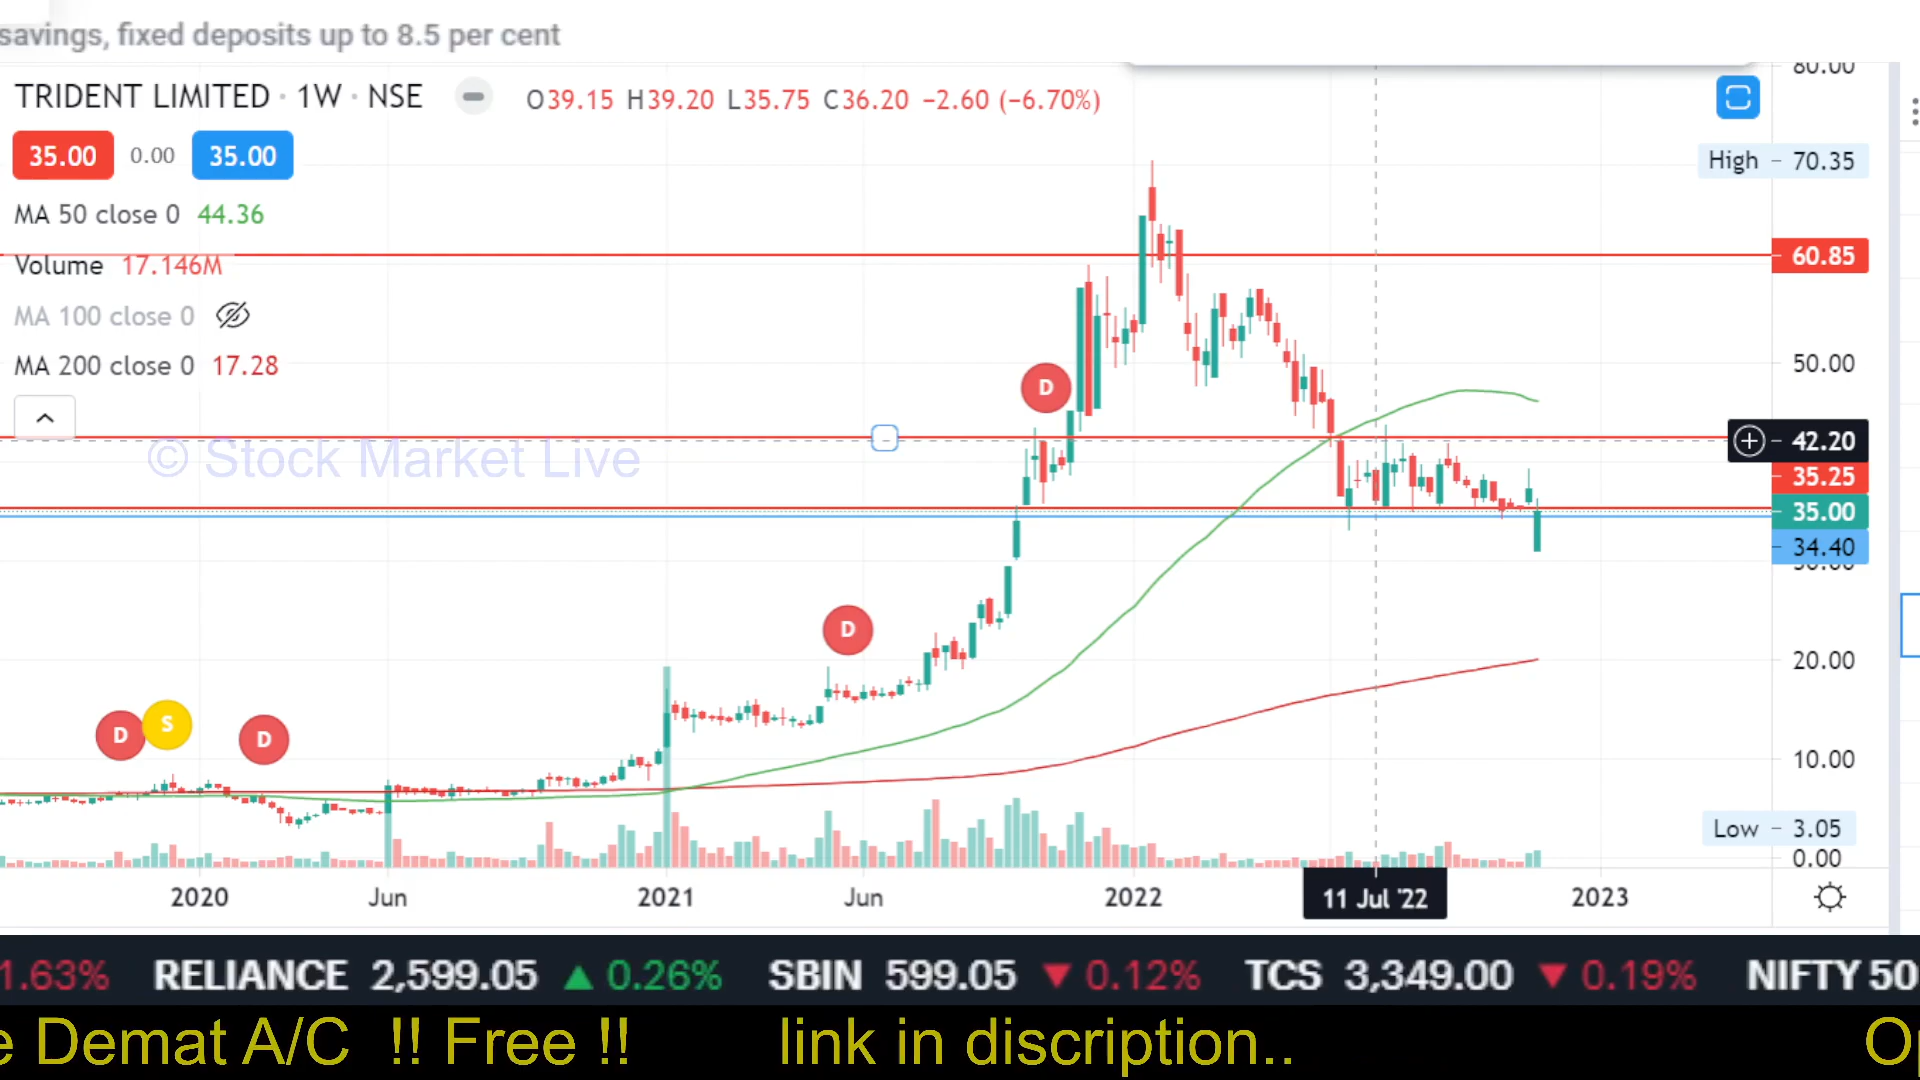 savings, fixed deposits up to 8.5 per cent
TRIDENT LIMITED · 1W · NSE O39.15 H39.20 L35.75 C36.20 −2.60 (−6.70%)
80.00
35.00 0.00 35.00
High 70.35
MA 50 close 0 44.36
Volume 17.146M
60.85
MA 100 close 0
MA 200 close 0 17.28
50.00
D
42.20
© Stock Market Live
35.25
35.00
34.40
30.00
D
20.00
D S D
10.00
Low 3.05
0.00
2020 Jun 2021 Jun 2022 11 Jul '22 2023
1.63% RELIANCE 2,599.05 ▲ 0.26% SBIN 599.05 ▼ 0.12% TCS 3,349.00 ▼ 0.19% NIFTY 50
e Demat A/C !! Free !! link in discription.. Op